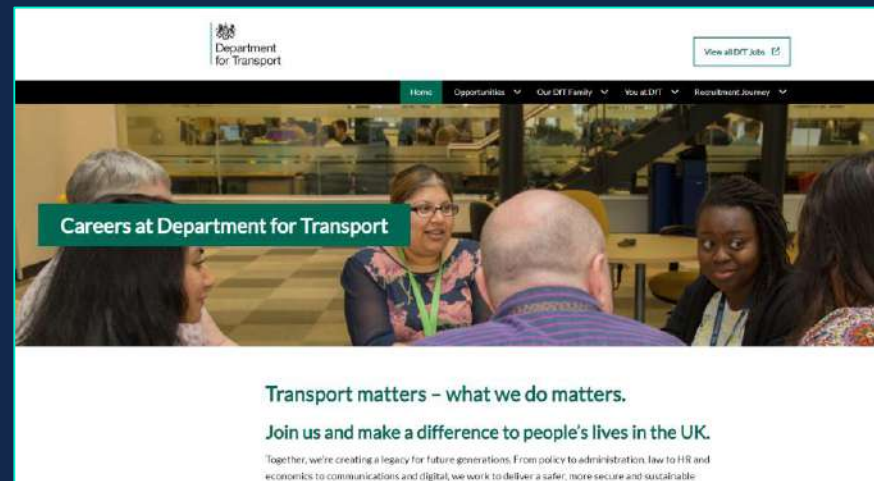 Department
for Transport
View all DfT Jobs
Home Opportunities Our DfT Family You at DfT Recruitment Journey
Careers at Department for Transport
Transport matters – what we do matters.
Join us and make a difference to people's lives in the UK.
Together, we're creating a legacy for future generations. From policy to administration, law to HR and
economics to communications and digital, we work to deliver a safer, more secure and sustainable